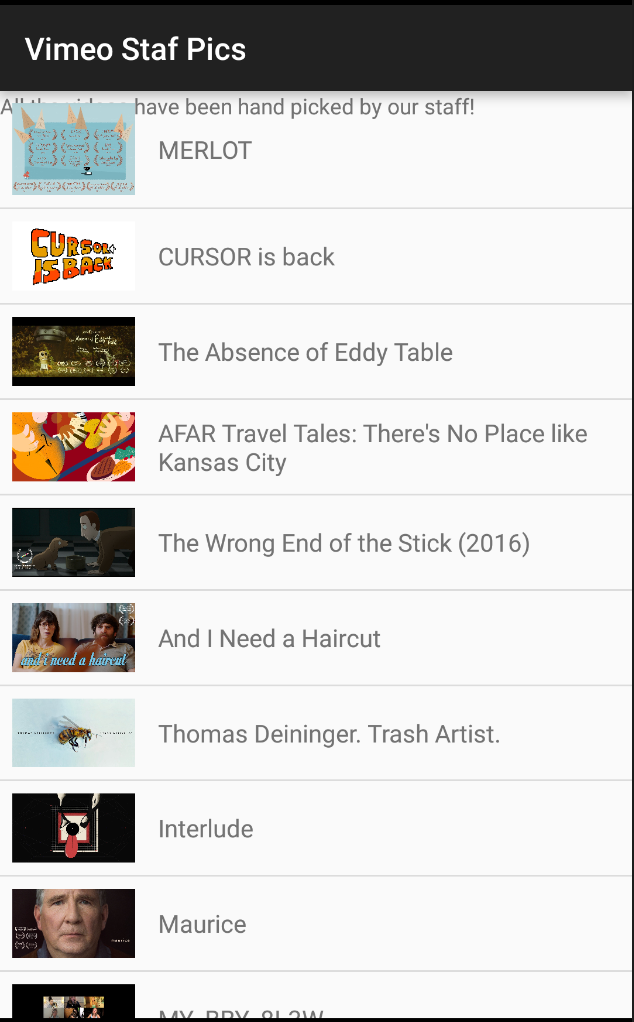 Vimeo Staf Pics
All the videos have been hand picked by our staff!
MERLOT
CURSOR
IS BACK
CURSOR is back
The Absence of Eddy Table
AFAR Travel Tales: There's No Place like
Kansas City
The Wrong End of the Stick (2016)
and i need a haircut
And I Need a Haircut
Thomas Deininger. Trash Artist.
Interlude
Maurice